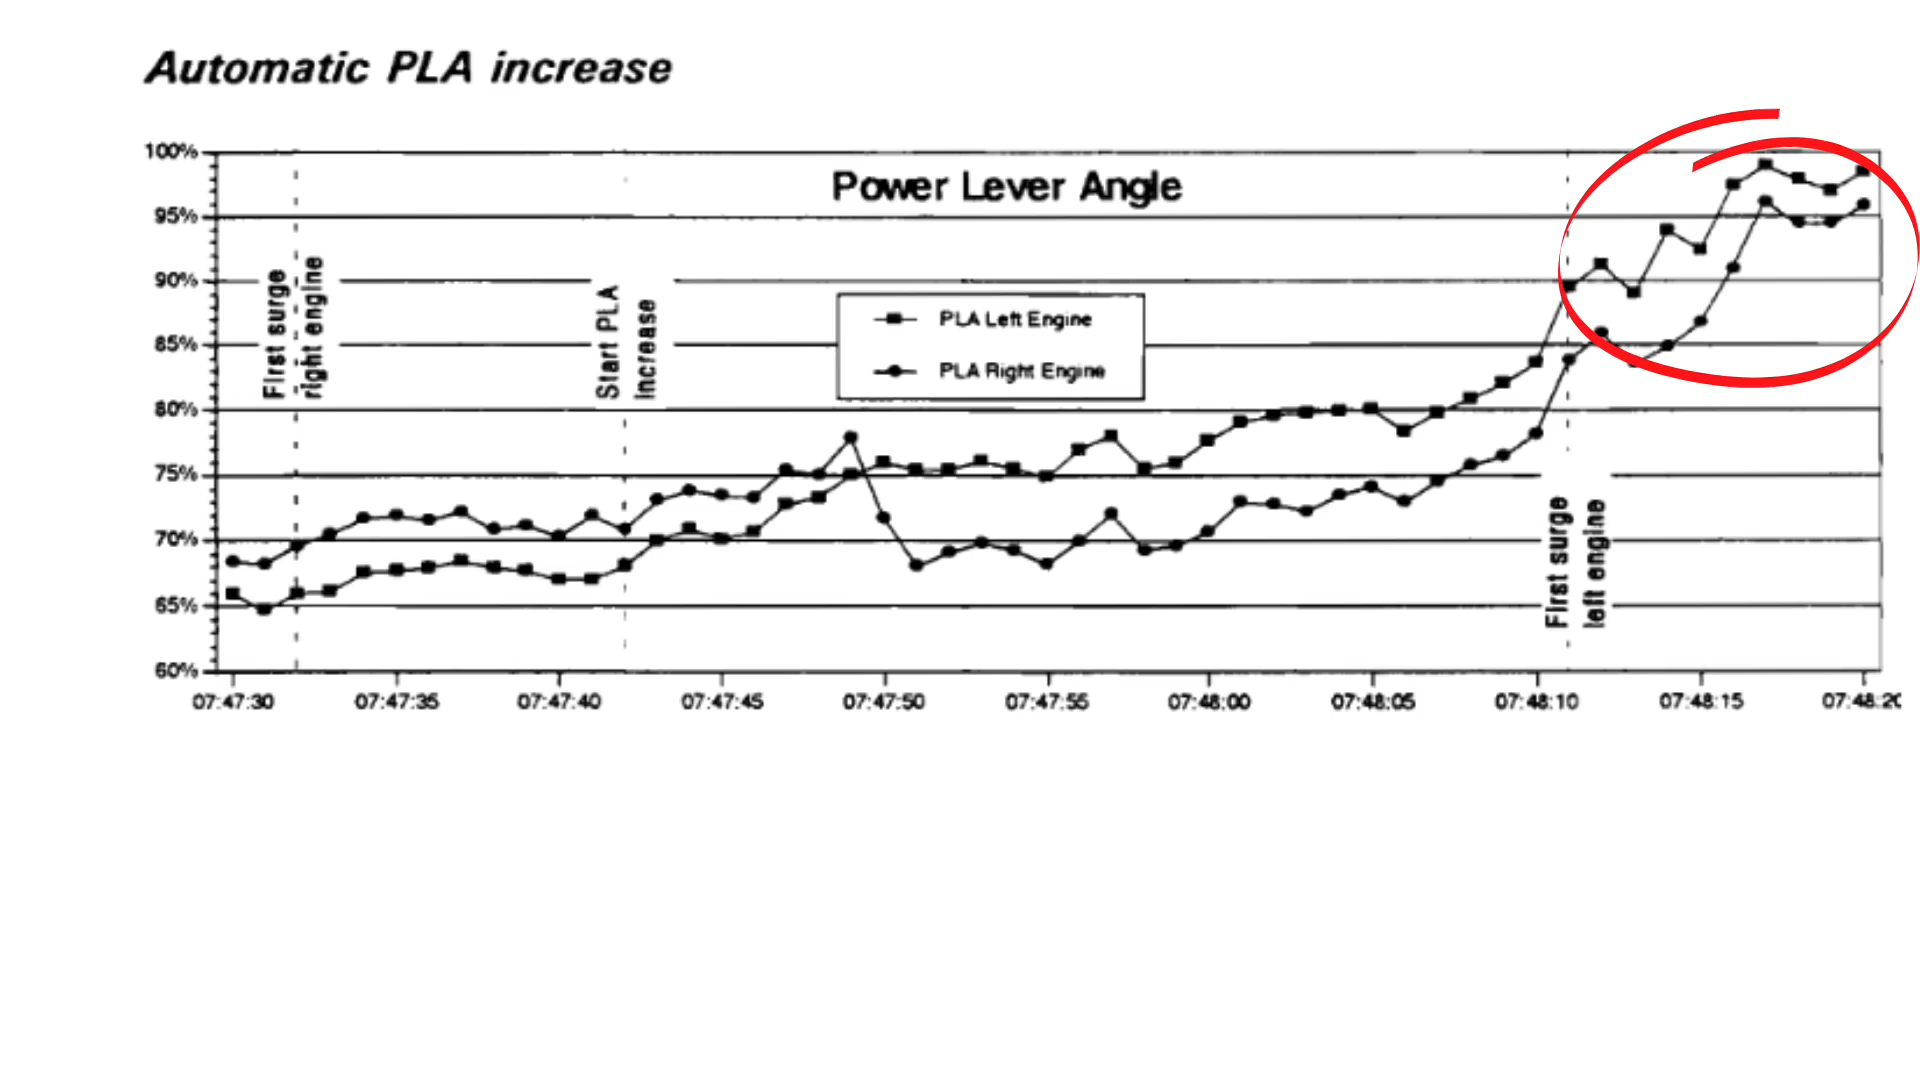 Automatic PLA increase
100%
Power Lever Angle
95%
90%
85%
80%
75%
70%
65%
60%
First surge
right engine
Start PLA
increase
PLA Left Engine
PLA Right Engine
First surge
left engine
07:47:30 07:47:35 07:47:40 07:47:45 07:47:50 07:47:55 07:48:00 07:48:05 07:48:10 07:48:15 07:48:20